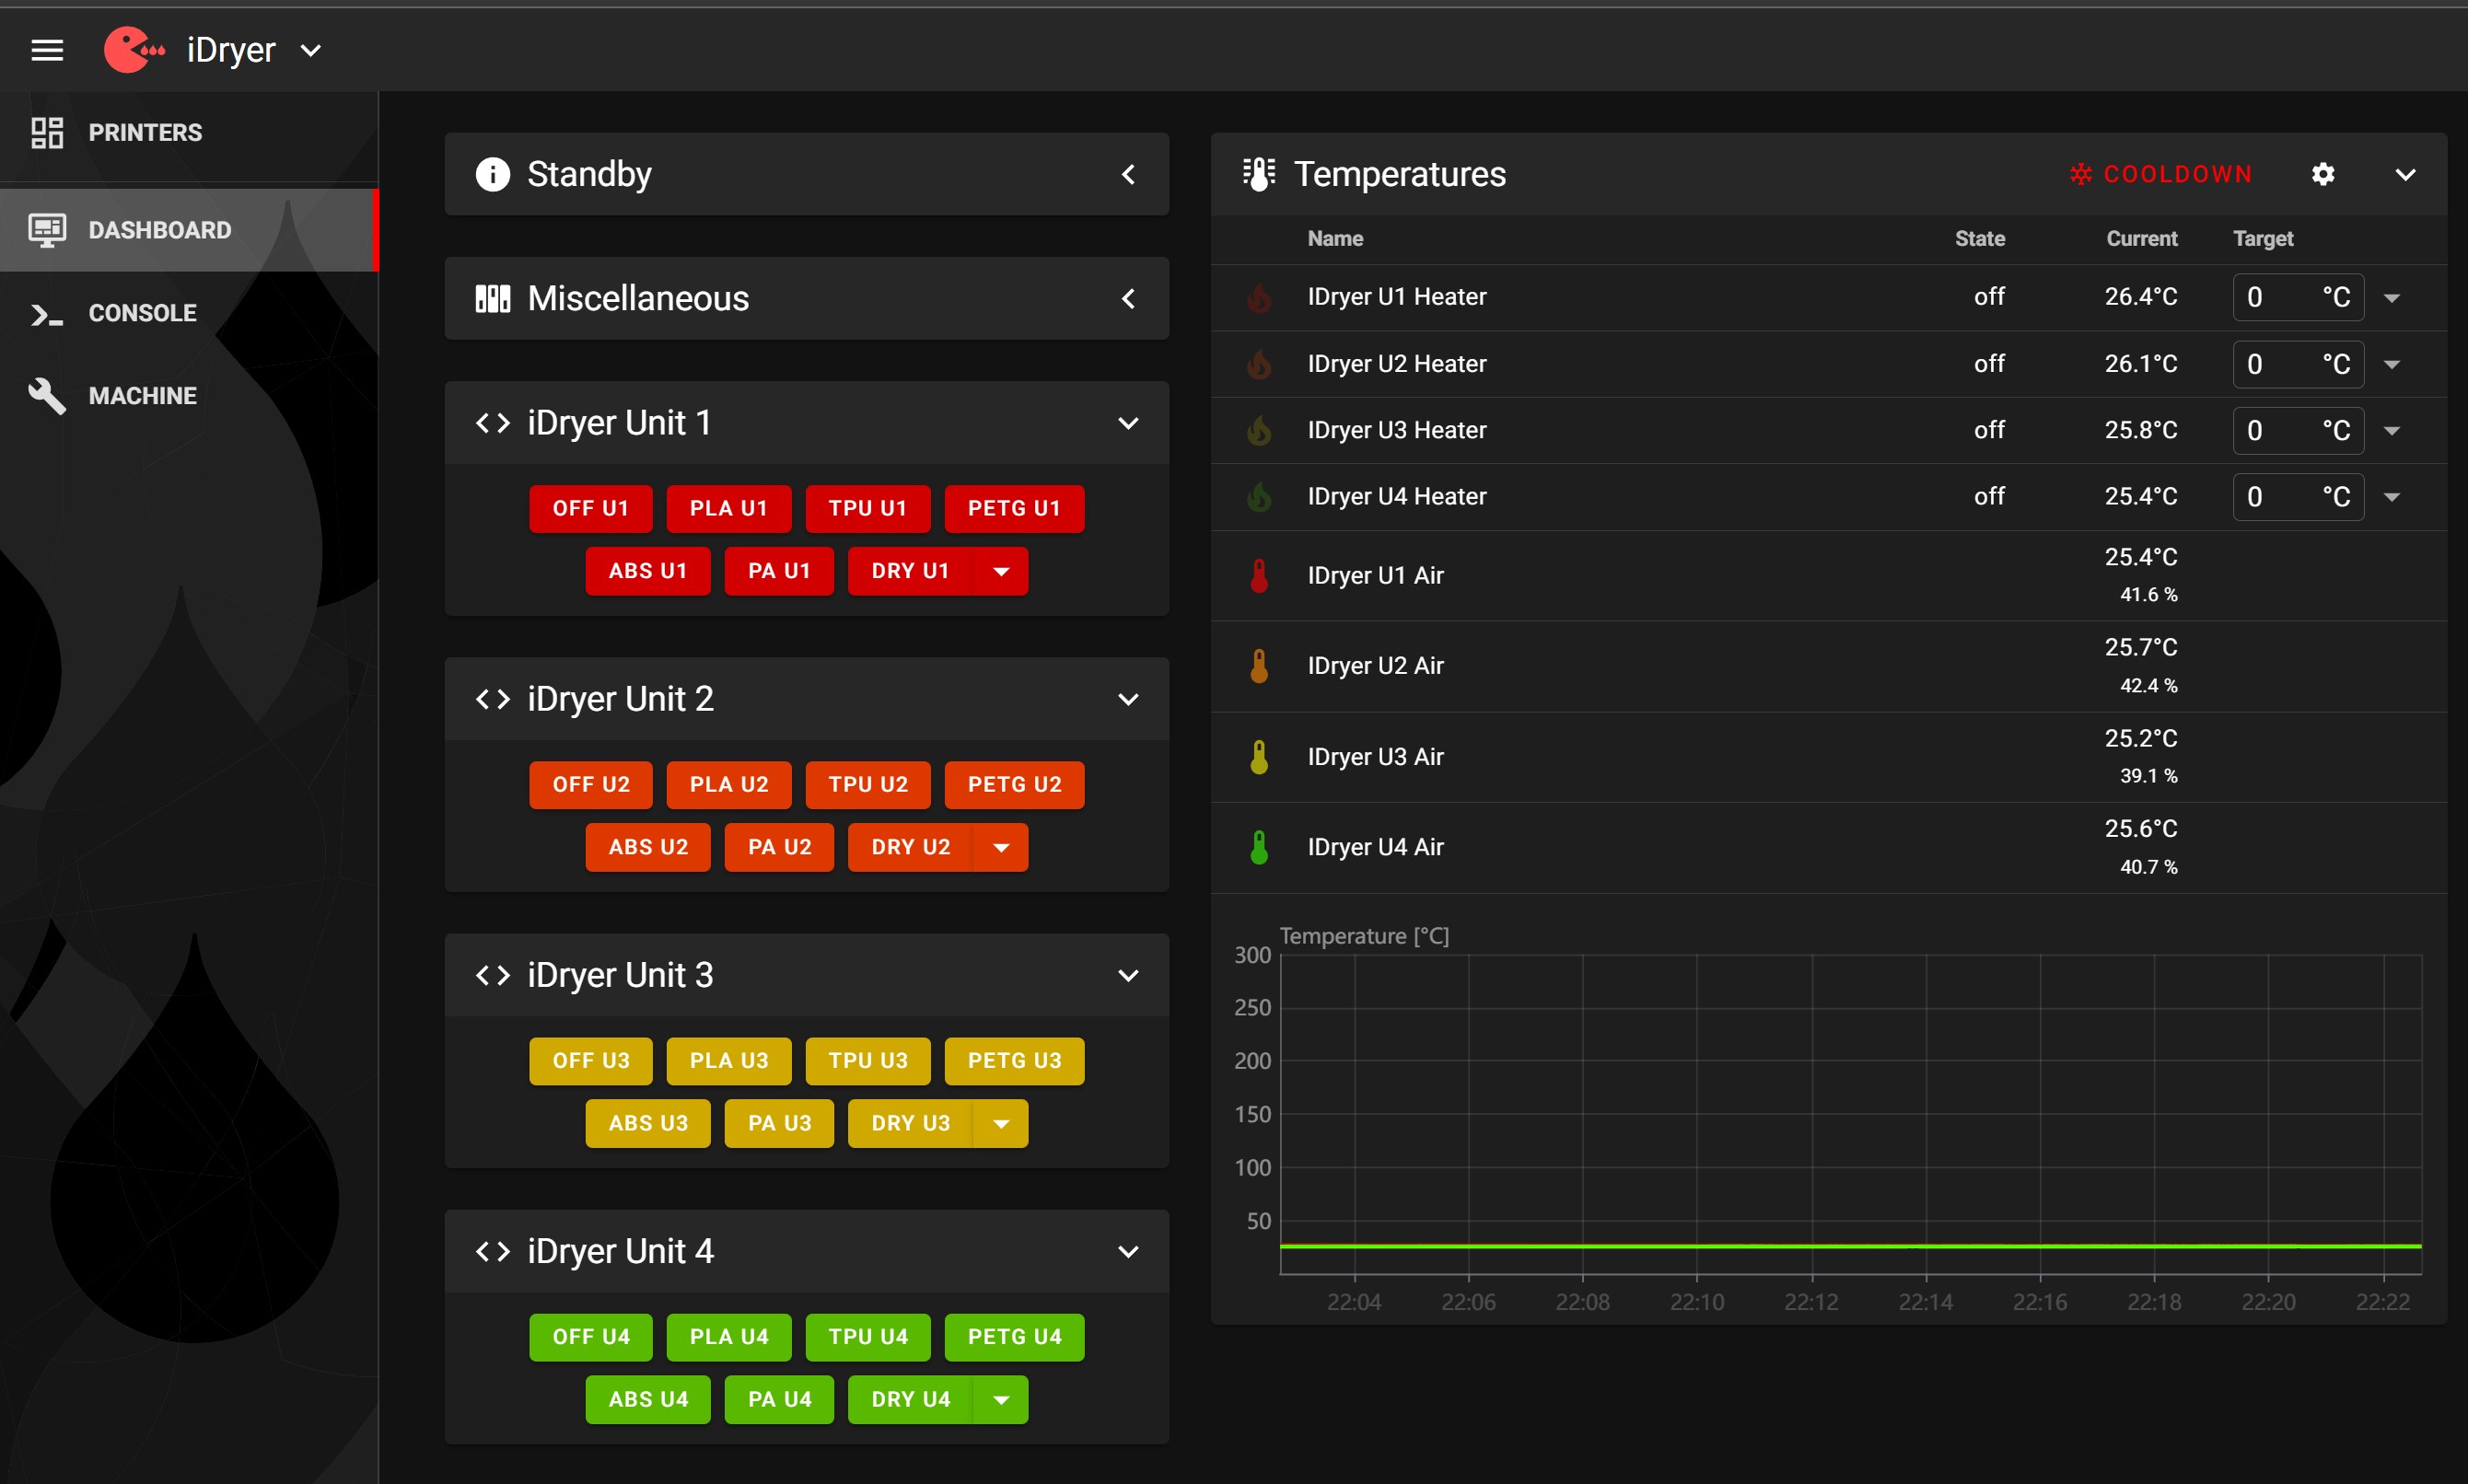 iDryer
PRINTERS
DASHBOARD
CONSOLE
MACHINE
Standby
Miscellaneous
iDryer Unit 1
OFF U1 PLA U1 TPU U1 PETG U1
ABS U1 PA U1 DRY U1
iDryer Unit 2
OFF U2 PLA U2 TPU U2 PETG U2
ABS U2 PA U2 DRY U2
iDryer Unit 3
OFF U3 PLA U3 TPU U3 PETG U3
ABS U3 PA U3 DRY U3
iDryer Unit 4
OFF U4 PLA U4 TPU U4 PETG U4
ABS U4 PA U4 DRY U4
Temperatures COOLDOWN
Name State Current Target
IDryer U1 Heater off 26.4°C 0 °C
IDryer U2 Heater off 26.1°C 0 °C
IDryer U3 Heater off 25.8°C 0 °C
IDryer U4 Heater off 25.4°C 0 °C
IDryer U1 Air 25.4°C
41.6 %
IDryer U2 Air 25.7°C
42.4 %
IDryer U3 Air 25.2°C
39.1 %
IDryer U4 Air 25.6°C
40.7 %
Temperature [°C]
300
250
200
150
100
50
22:04 22:06 22:08 22:10 22:12 22:14 22:16 22:18 22:20 22:22